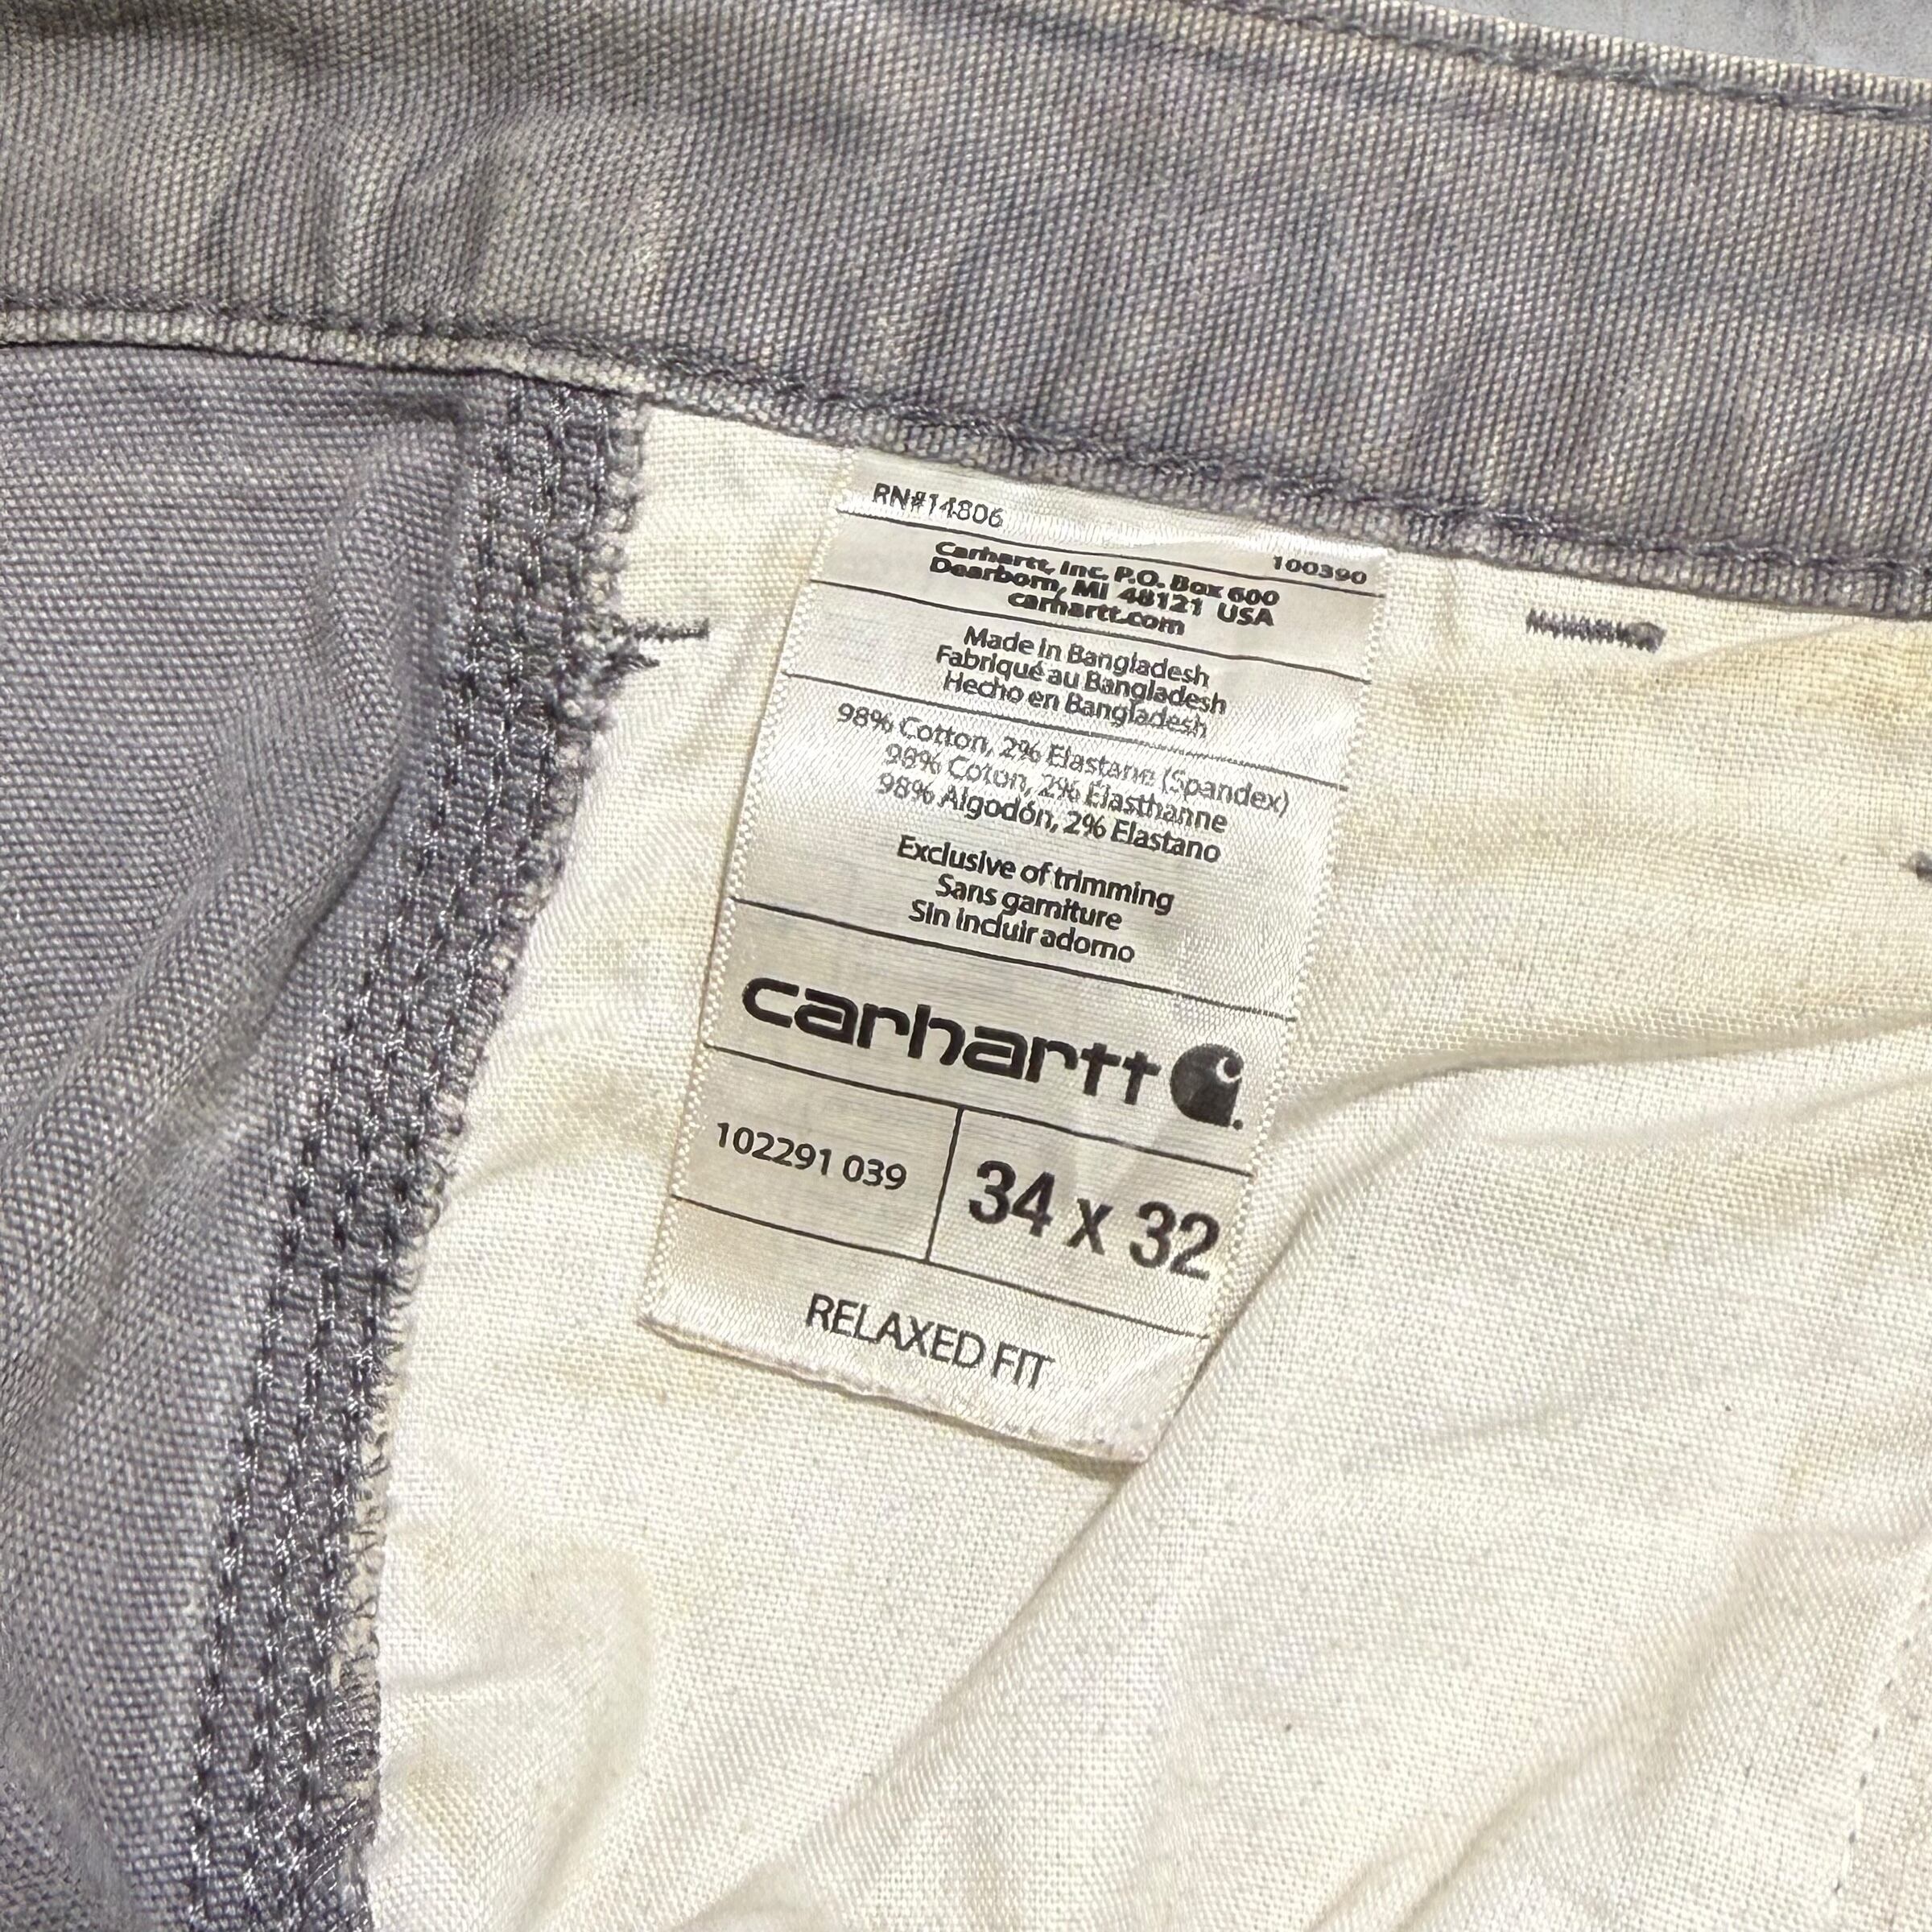 RN#14806
100390
Carhartt, Inc. P.O. Box 600
Dearborn, MI 48121 USA
carhartt.com
Made in Bangladesh
Fabriqué au Bangladesh
Hecho en Bangladesh
98% Cotton, 2% Elastane (Spandex)
98% Coton, 2% Élasthanne
98% Algodón, 2% Elastano
Exclusive of trimming
Sans garniture
Sin incluir adorno
carhartt
102291 039
34 x 32
RELAXED FIT